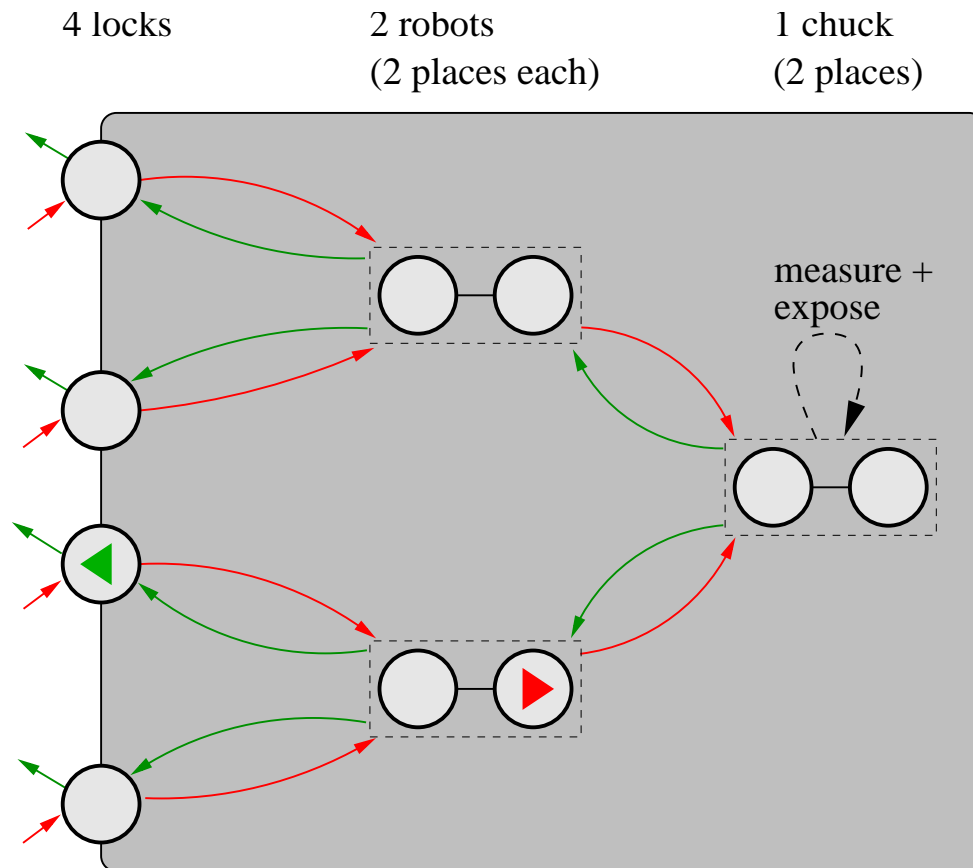 4 locks
2 robots
(2 places each)
1 chuck
(2 places)
measure +
expose